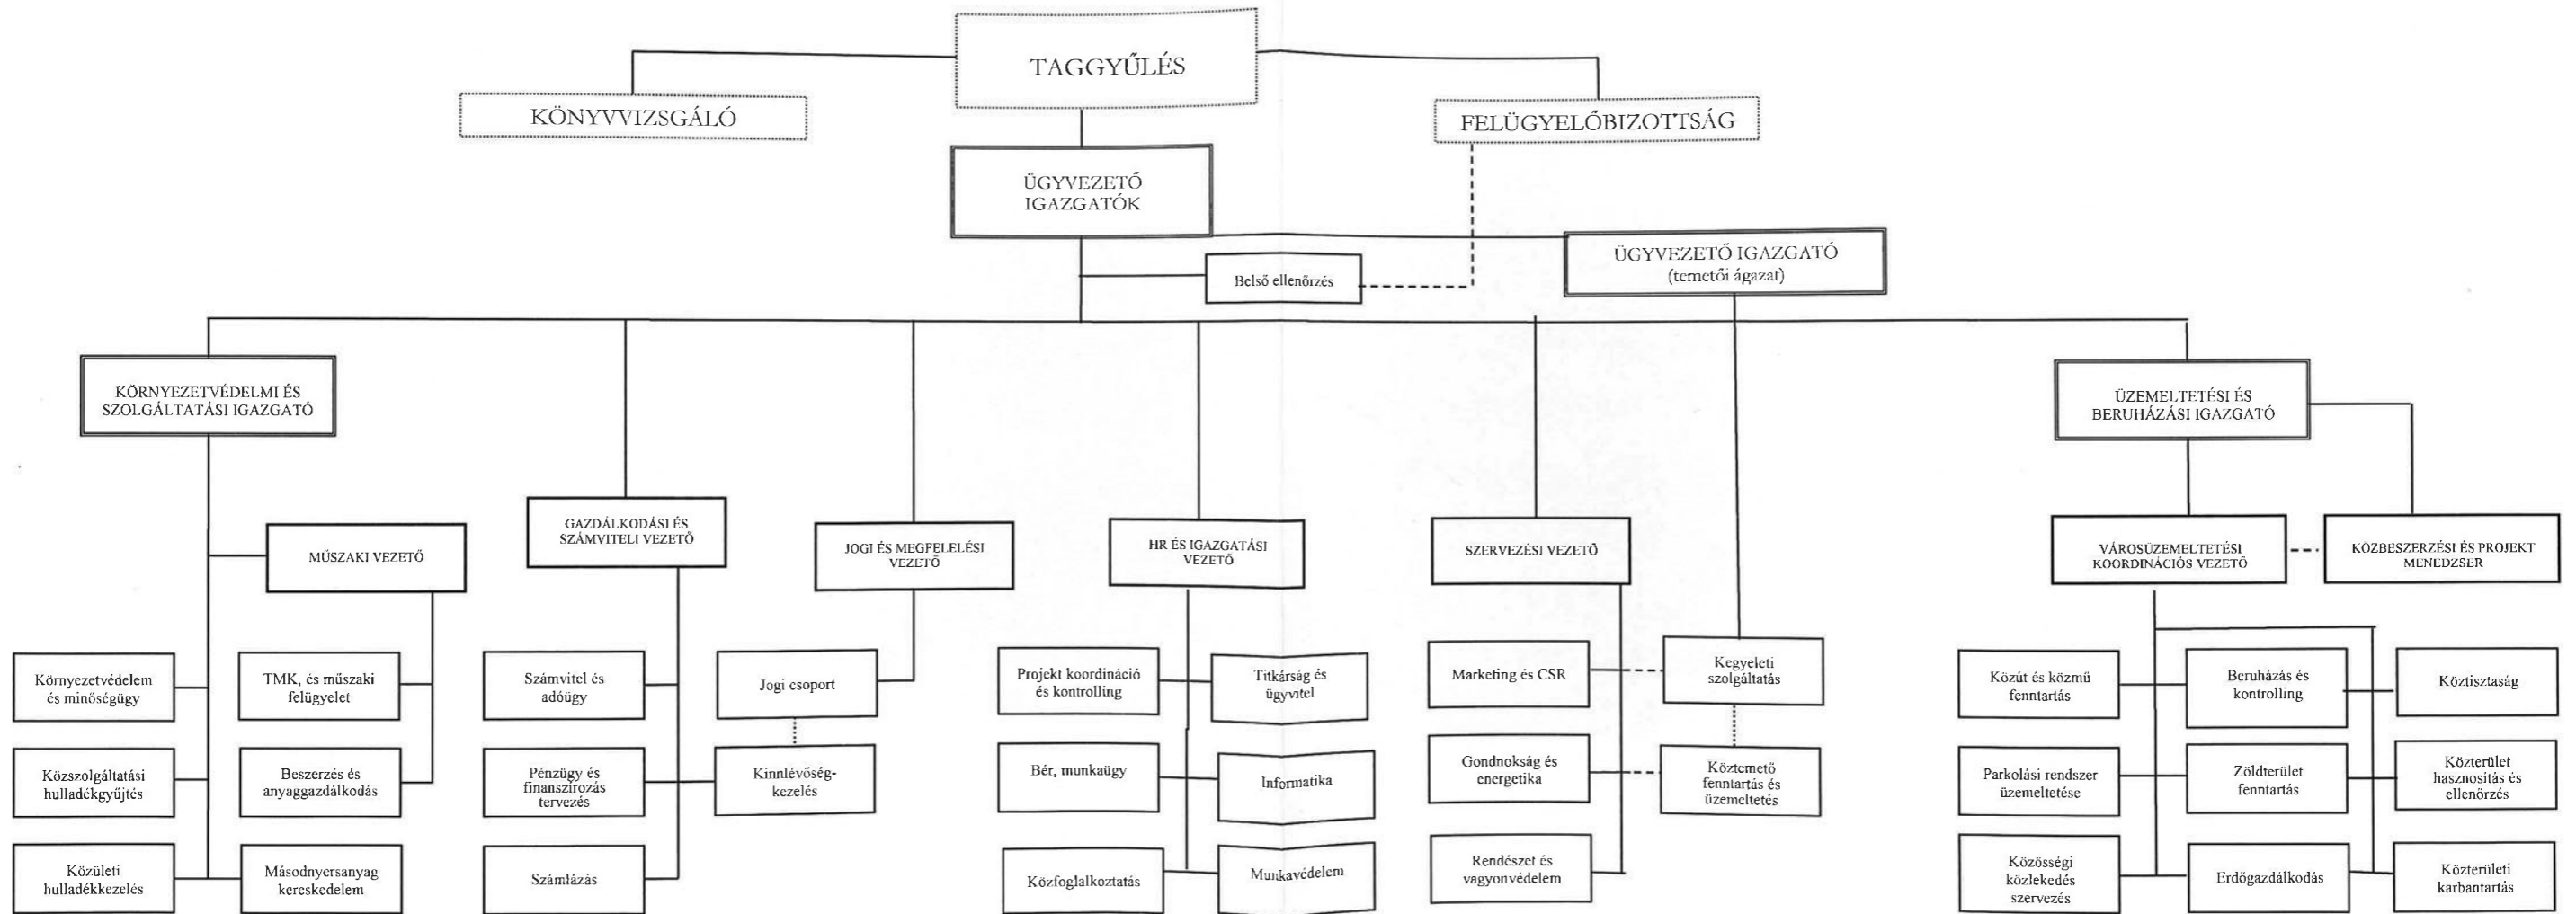 TAGGYŰLÉS
KÖNYVVIZSGÁLÓ
FELÜGYELŐBIZOTTSÁG
ÜGYVEZETŐ
IGAZGATÓK
ÜGYVEZETŐ IGAZGATÓ
(temetői ágazat)
Belső ellenőrzés
KÖRNYEZETVÉDELMI ÉS
SZOLGÁLTATÁSI IGAZGATÓ
ÜZEMELTETÉSI ÉS
BERUHÁZÁSI IGAZGATÓ
MŰSZAKI VEZETŐ
GAZDÁLKODÁSI ÉS
SZÁMVITELI VEZETŐ
JOGI ÉS MEGFELELÉSI
VEZETŐ
HR ÉS IGAZGATÁSI
VEZETŐ
SZERVEZÉSI VEZETŐ
VÁROSÜZEMELTETÉSI
KOORDINÁCIÓS VEZETŐ
KÖZBESZERZÉSI ÉS PROJEKT
MENEDZSER
Környezetvédelem
és minőségügy
TMK, és műszaki
felügyelet
Számvitel és
adóügy
Jogi csoport
Projekt koordináció
és kontrolling
Titkárság és
ügyvitel
Marketing és CSR
Kegyeleti
szolgáltatás
Közút és közmű
fenntartás
Beruházás és
kontrolling
Köztisztaság
Közszolgáltatási
hulladékgyűjtés
Beszerzés és
anyaggazdálkodás
Pénzügy és
finanszírozás
tervezés
Kinnlévőség-
kezelés
Bér, munkaügy
Informatika
Gondnokság és
energetika
Köztemető
fenntartás és
üzemeltetés
Parkolási rendszer
üzemeltetése
Zöldterület
fenntartás
Közterület
hasznosítás és
ellenőrzés
Közületi
hulladékkezelés
Másodnyersanyag
kereskedelem
Számlázás
Közfoglalkoztatás
Munkavédelem
Rendészet és
vagyonvédelem
Közösségi
közlekedés
szervezés
Erdőgazdálkodás
Közterületi
karbantartás